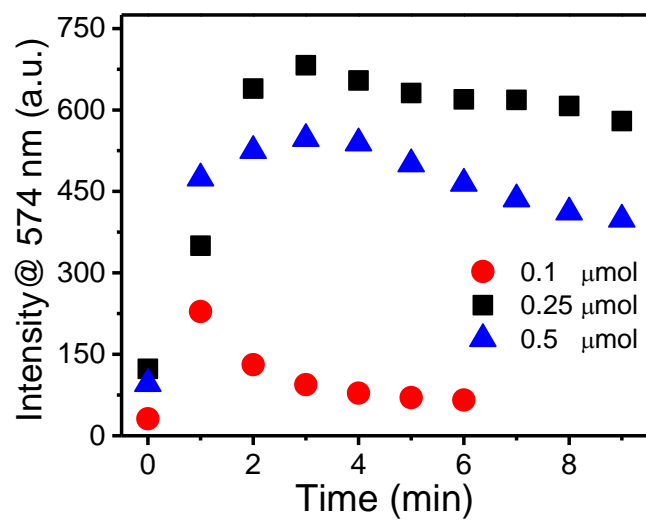 750
600
450
300
150
0
Intensity@ 574 nm (a.u.)
0.1 μmol
0.25 μmol
0.5 μmol
0 2 4 6 8
Time (min)